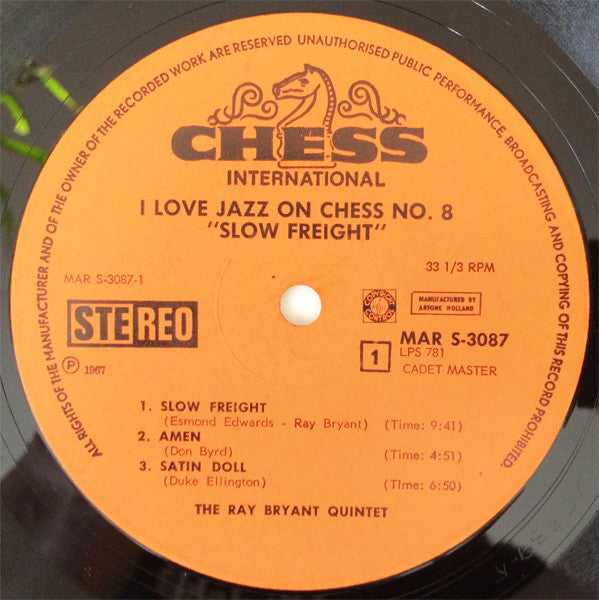 ALL RIGHTS OF THE MANUFACTURER AND OF THE OWNER OF THE RECORDED WORK ARE RESERVED UNAUTHORISED PUBLIC PERFORMANCE, BROADCASTING AND COPYING OF THIS RECORD PROHIBITED.
CHESS
INTERNATIONAL
I LOVE JAZZ ON CHESS NO. 8
"SLOW FREIGHT"
MAR S-3087-1
33 1/3 RPM
STEREO
COPYRIGHT CONTROL
MANUFACTURED BY
ARTONE HOLLAND
Ⓟ 1967
1
MAR S-3087
LPS 781
CADET MASTER
1. SLOW FREIGHT
(Esmond Edwards - Ray Bryant) (Time: 9:41)
2. AMEN
(Don Byrd) (Time: 4:51)
3. SATIN DOLL
(Duke Ellington) (Time: 6:50)
THE RAY BRYANT QUINTET